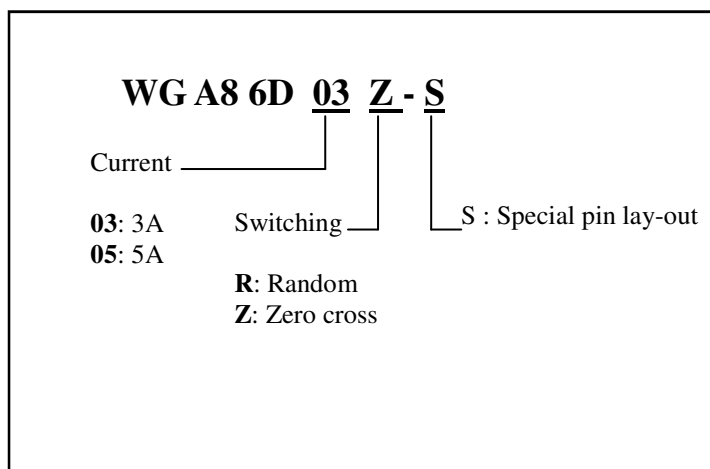 WG A8 6D 03 Z - S
Current
03: 3A
05: 5A
Switching
R: Random
Z: Zero cross
S : Special pin lay-out